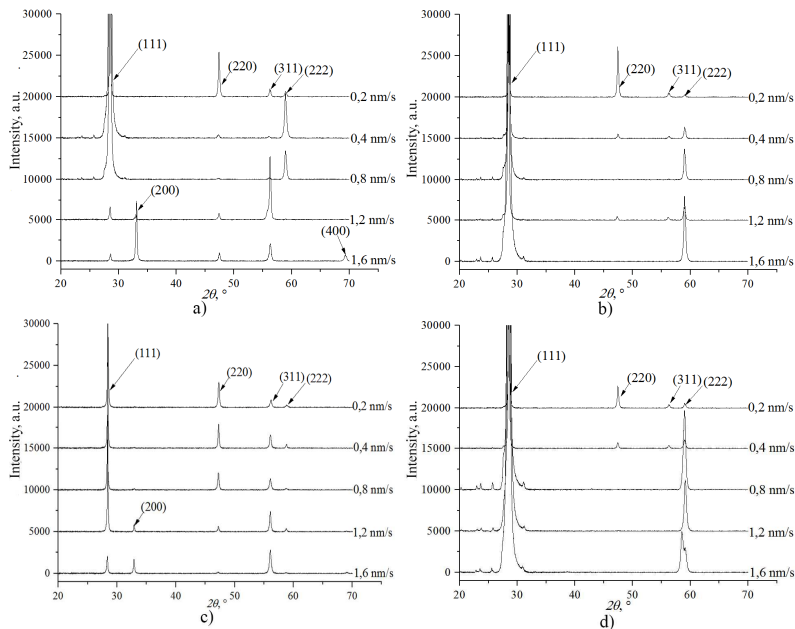 30000
25000
20000
15000
10000
5000
0
Intensity, a.u.
(111)
(220)
(311)
(222)
(200)
(400)
0,2 nm/s
0,4 nm/s
0,8 nm/s
1,2 nm/s
1,6 nm/s
20 30 40 50 60 70
2θ, °
a)
30000
25000
20000
15000
10000
5000
0
Intensity, a.u.
(111)
(220)
(311)
(222)
0,2 nm/s
0,4 nm/s
0,8 nm/s
1,2 nm/s
1,6 nm/s
20 30 40 50 60 70
2θ, °
b)
30000
25000
20000
15000
10000
5000
0
Intensity, a.u.
(111)
(220)
(311)
(222)
(200)
0,2 nm/s
0,4 nm/s
0,8 nm/s
1,2 nm/s
1,6 nm/s
20 30 40 50 60 70
2θ, °
c)
30000
25000
20000
15000
10000
5000
0
Intensity, a.u.
(111)
(220)
(311)
(222)
0,2 nm/s
0,4 nm/s
0,8 nm/s
1,2 nm/s
1,6 nm/s
20 30 40 50 60 70
2θ, °
d)